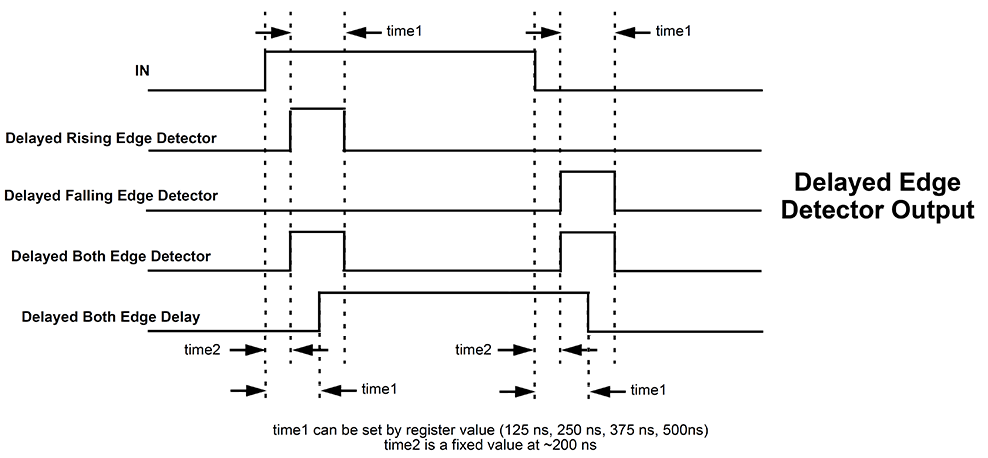 time1
time1
IN
Delayed Rising Edge Detector
Delayed Falling Edge Detector
Delayed Edge
Detector Output
Delayed Both Edge Detector
Delayed Both Edge Delay
time2
time2
time1
time1
time1 can be set by register value (125 ns, 250 ns, 375 ns, 500ns)
time2 is a fixed value at ~200 ns